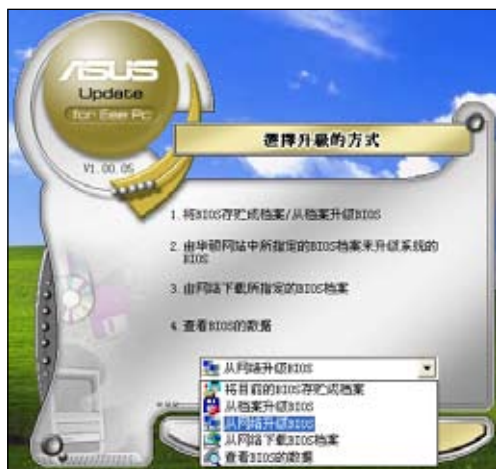 ASUS
Update
for Eee Pc
V1.00.05
選擇升級的方式
1. 将BIOS存贮成档案/从档案升级BIOS
2. 由华硕网站中所指定的BIOS档案来升级系统的
BIOS
3. 由网络下载所指定的BIOS档案
4. 查看BIOS的数据
从网络升级BIOS
将目前的BIOS存贮成档案
从档案升级BIOS
从网络升级BIOS
从网络下载BIOS档案
查看BIOS的数据